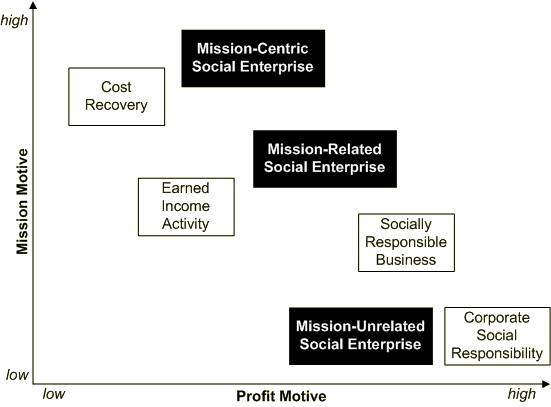 high
Mission-Centric
Social Enterprise
Cost
Recovery
Mission-Related
Social Enterprise
Earned
Income
Activity
Socially
Responsible
Business
Mission-Unrelated
Social Enterprise
Corporate
Social
Responsibility
Mission Motive
low
low
Profit Motive
high